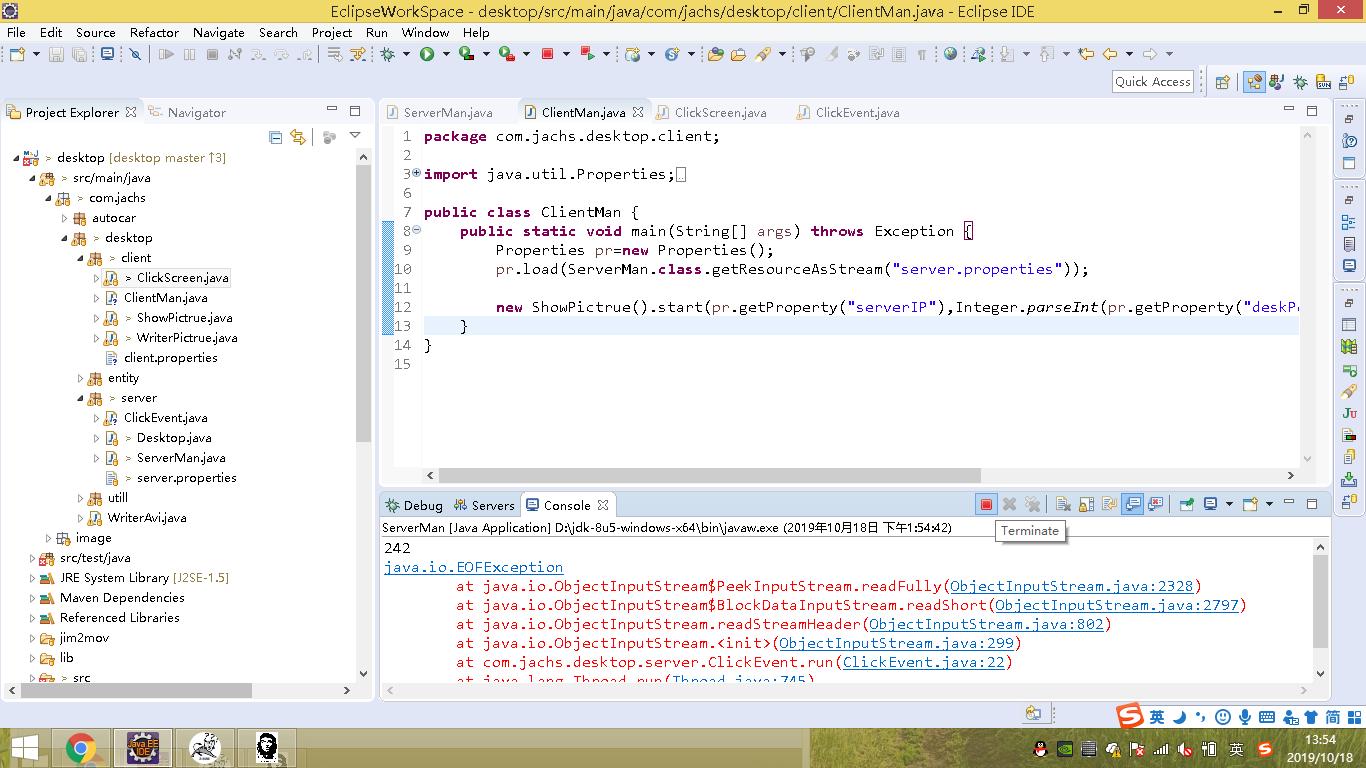 EclipseWorkSpace - desktop/src/main/java/com/jachs/desktop/client/ClientMan.java - Eclipse IDE
File Edit Source Refactor Navigate Search Project Run Window Help
Quick Access
Project Explorer Navigator
> desktop [desktop master ↑3]
> src/main/java
> com.jachs
autocar
> desktop
> client
> ClickScreen.java
ClientMan.java
> ShowPictrue.java
> WriterPictrue.java
client.properties
entity
> server
ClickEvent.java
> Desktop.java
> ServerMan.java
> server.properties
utill
WriterAvi.java
image
src/test/java
JRE System Library [J2SE-1.5]
Maven Dependencies
Referenced Libraries
jim2mov
lib
> src
ServerMan.java ClientMan.java ClickScreen.java ClickEvent.java
1 package com.jachs.desktop.client;
2
3 import java.util.Properties;
6
7 public class ClientMan {
8 public static void main(String[] args) throws Exception {
9 Properties pr=new Properties();
10 pr.load(ServerMan.class.getResourceAsStream("server.properties"));
11
12 new ShowPictrue().start(pr.getProperty("serverIP"),Integer.parseInt(pr.getProperty("deskP
13 }
14 }
15
Debug Servers Console
ServerMan [Java Application] D:\jdk-8u5-windows-x64\bin\javaw.exe (2019年10月18日 下午1:54:42)
Terminate
242
java.io.EOFException
at java.io.ObjectInputStream$PeekInputStream.readFully(ObjectInputStream.java:2328)
at java.io.ObjectInputStream$BlockDataInputStream.readShort(ObjectInputStream.java:2797)
at java.io.ObjectInputStream.readStreamHeader(ObjectInputStream.java:802)
at java.io.ObjectInputStream.<init>(ObjectInputStream.java:299)
at com.jachs.desktop.server.ClickEvent.run(ClickEvent.java:22)
at java.lang.Thread.run(Thread.java:745)
英 简
Java EE
IDE
英
13:54
2019/10/18